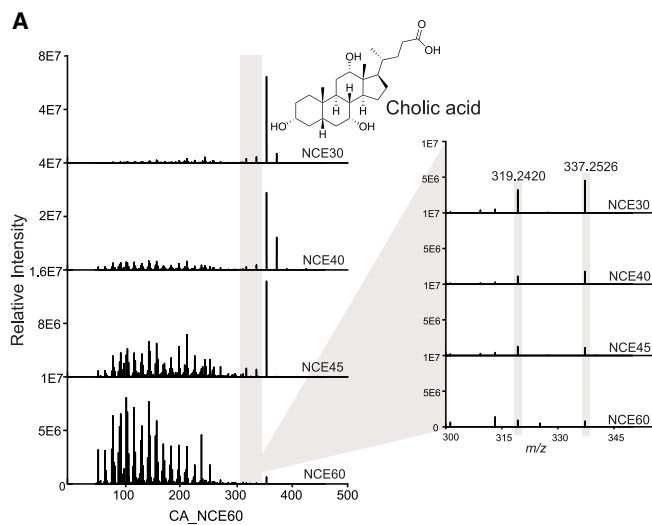 A
8E7
4E7
4E7
2E7
1.6E7
8E6
1E7
5E6
0
NCE30
NCE40
NCE45
NCE60
Relative Intensity
0
100
200
300
400
500
CA_NCE60
O
OH
OH
HO
OH
H
H
H
H
Cholic acid
319.2420
337.2526
1E7
5E6
1E7
5E6
1E7
5E6
1E7
5E6
0
NCE30
NCE40
NCE45
NCE60
300
315
330
345
m/z